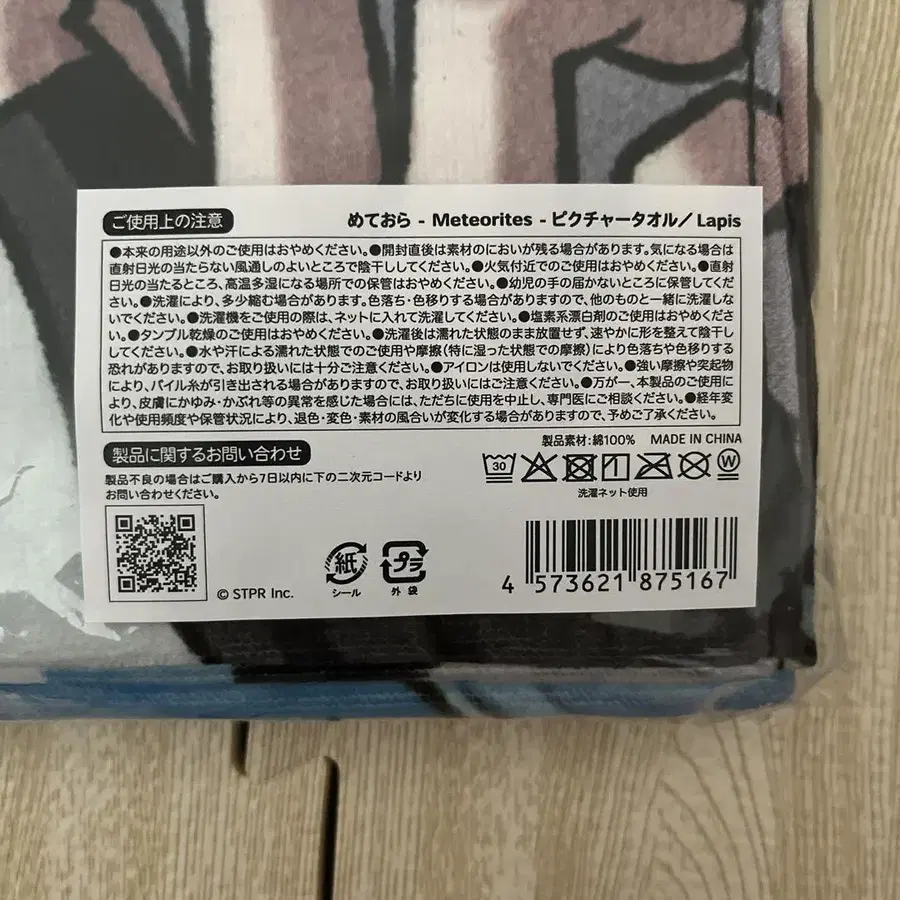 ご使用上の注意
めておら - Meteorites - ピクチャータオル／Lapis
●本来の用途以外のご使用はおやめください。●開封直後は素材のにおいが残る場合があります。気になる場合は
直射日光の当たらない風通しのよいところで陰干ししてください。●火気付近でのご使用はおやめください。●直射
日光の当たるところ、高温多湿になる場所での保管はおやめください。●幼児の手の届かないところに保管してくだ
さい。●洗濯により、多少縮む場合があります。色落ち・色移りする場合がありますので、他のものと一緒に洗濯しな
いでください。●洗濯機をご使用の際は、ネットに入れて洗濯してください。●塩素系漂白剤のご使用はおやめくださ
い。●タンブル乾燥のご使用はおやめください。●洗濯後は濡れた状態のまま放置せず、速やかに形を整えて陰干
ししてください。●水や汗による濡れた状態でのご使用や摩擦（特に湿った状態での摩擦）により色落ちや色移りする
恐れがありますので、お取り扱いには十分ご注意ください。●アイロンは使用しないでください。●強い摩擦や突起物
により、パイル糸が引き出される場合がありますので、お取り扱いにはご注意ください。●万が一、本製品のご使用に
より、皮膚にかゆみ・かぶれ等の異常を感じた場合には、ただちに使用を中止し、専門医にご相談ください。●経年変
化や使用頻度や保管状況により、退色・変色・素材の風合いが変化する場合がありますので、予めご了承ください。
製品素材：綿100% MADE IN CHINA
製品に関するお問い合わせ
製品不良の場合はご購入から7日以内に下の二次元コードより
お問い合わせください。
30
W
洗濯ネット使用
© STPR Inc.
紙
シール
プラ
外袋
4 573621 875167